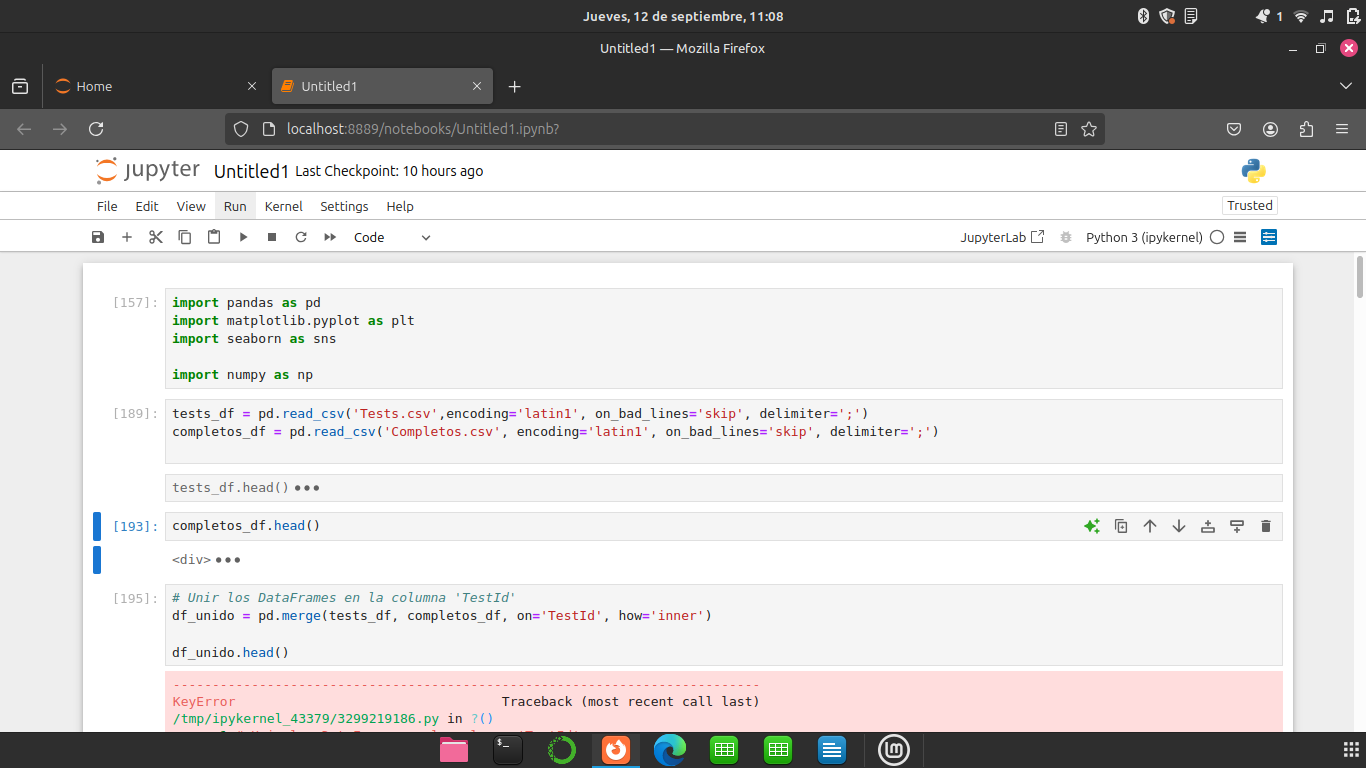 Jueves, 12 de septiembre, 11:08
1
Untitled1 — Mozilla Firefox
Home
Untitled1
localhost:8889/notebooks/Untitled1.ipynb?
jupyter Untitled1 Last Checkpoint: 10 hours ago
File Edit View Run Kernel Settings Help
Trusted
Code
JupyterLab
Python 3 (ipykernel)
[157]:
import pandas as pd
import matplotlib.pyplot as plt
import seaborn as sns
import numpy as np
[189]:
tests_df = pd.read_csv('Tests.csv',encoding='latin1', on_bad_lines='skip', delimiter=';')
completos_df = pd.read_csv('Completos.csv', encoding='latin1', on_bad_lines='skip', delimiter=';')
tests_df.head() •••
[193]:
completos_df.head()
<div> •••
[195]:
# Unir los DataFrames en la columna 'TestId'
df_unido = pd.merge(tests_df, completos_df, on='TestId', how='inner')
df_unido.head()
---------------------------------------------------------------------------
KeyError Traceback (most recent call last)
/tmp/ipykernel_43379/3299219186.py in ?()